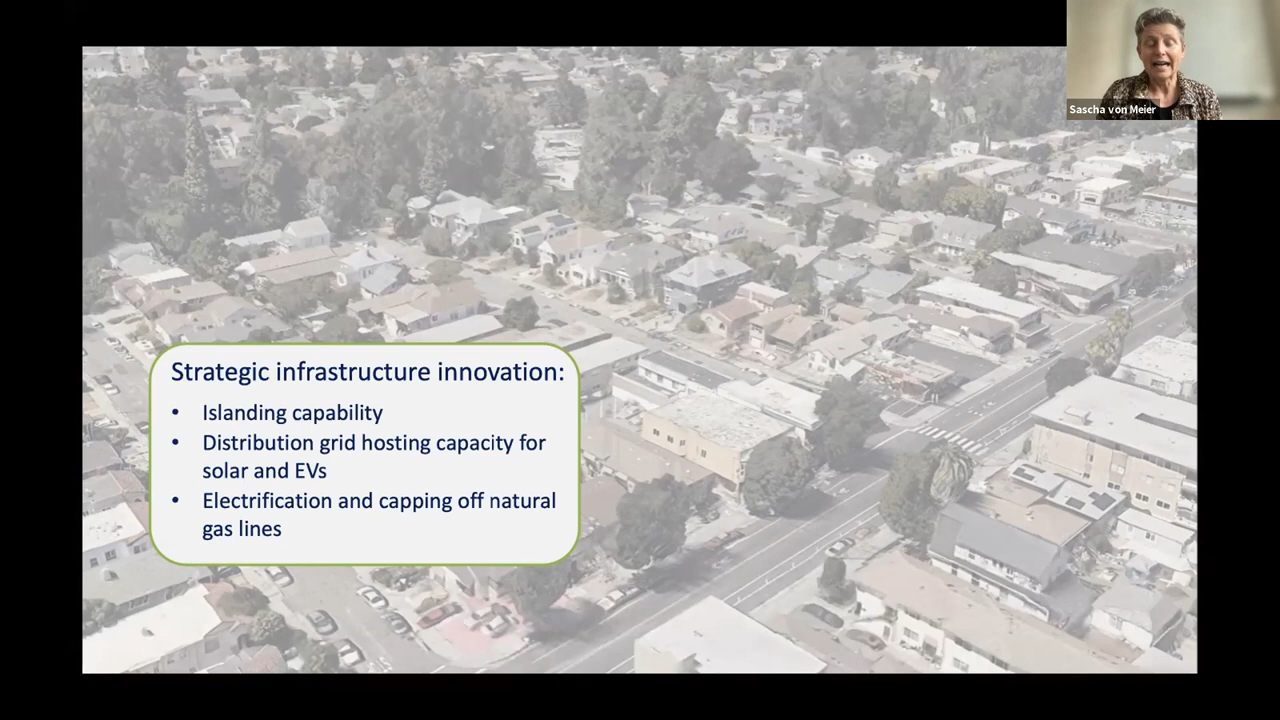 Sascha von Meier
Strategic infrastructure innovation:
• Islanding capability
• Distribution grid hosting capacity for
solar and EVs
• Electrification and capping off natural
gas lines